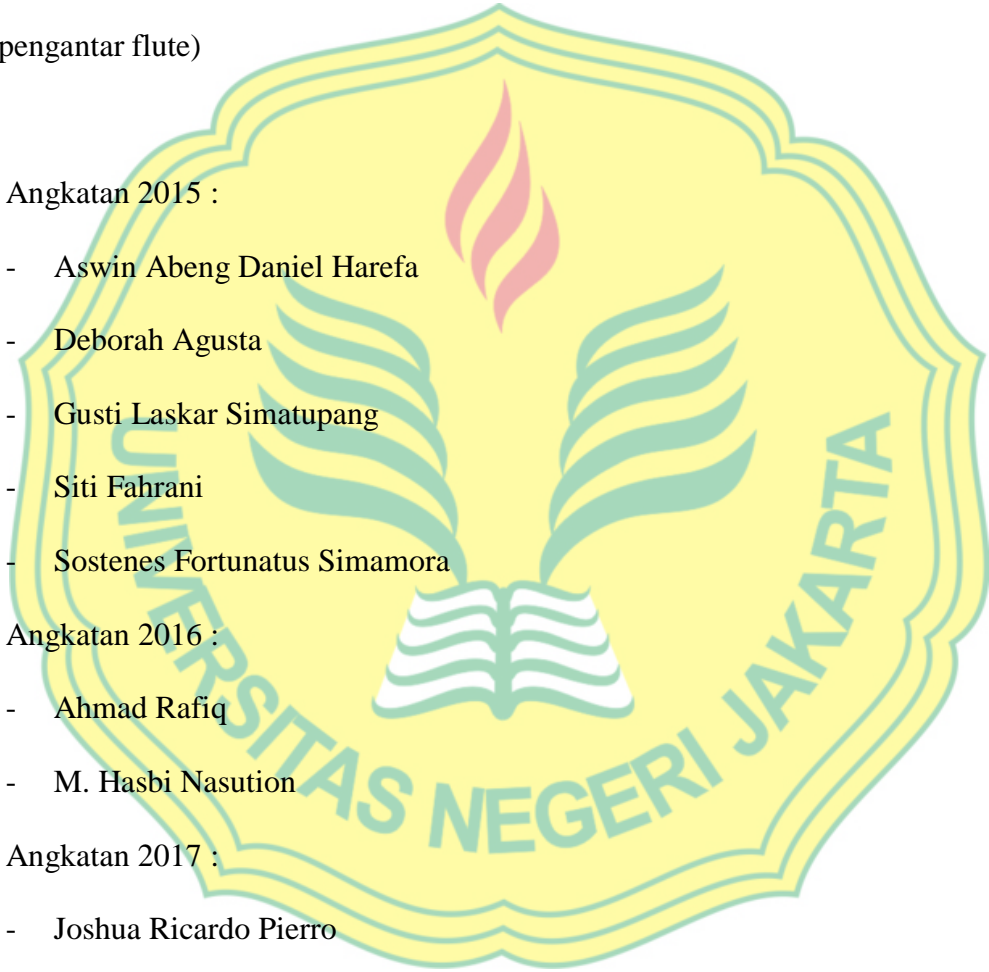 pengantar flute)
Angkatan 2015 :
- Aswin Abeng Daniel Harefa
- Deborah Agusta
- Gusti Laskar Simatupang
- Siti Fahrani
- Sostenes Fortunatus Simamora
Angkatan 2016 :
- Ahmad Rafiq
- M. Hasbi Nasution
Angkatan 2017 :
- Joshua Ricardo Pierro
UNIVERSITAS NEGERI JAKARTA